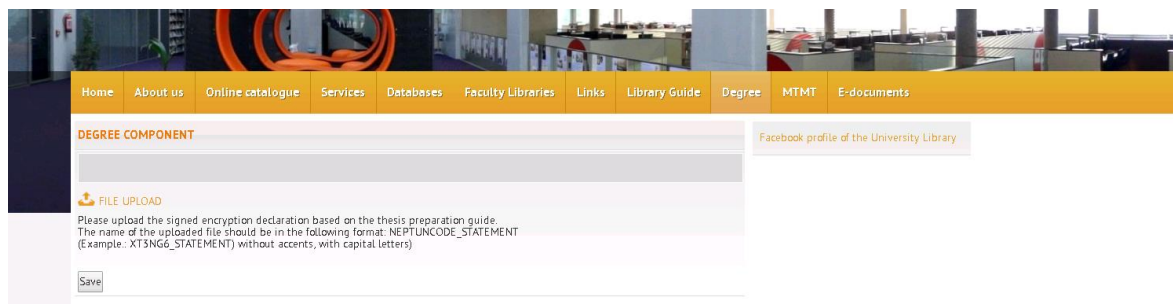 Home About us Online catalogue Services Databases Faculty Libraries Links Library Guide Degree MTMT E-documents
DEGREE COMPONENT
Facebook profile of the University Library
FILE UPLOAD
Please upload the signed encryption declaration based on the thesis preparation guide.
The name of the uploaded file should be in the following format: NEPTUNCODE_STATEMENT
(Example.: XT3NG6_STATEMENT) without accents, with capital letters)
Save